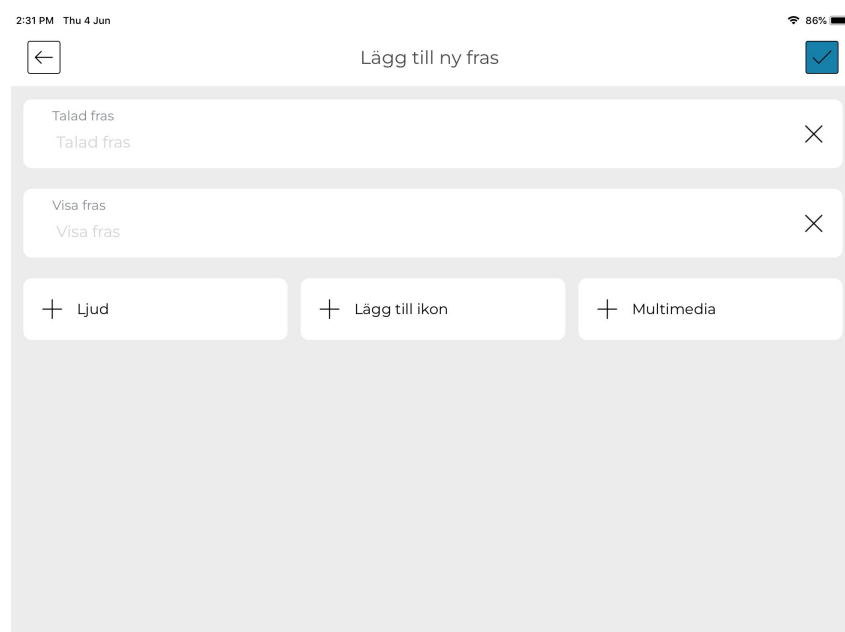 2:31 PM Thu 4 Jun 86%
Lägg till ny fras
Talad fras
Talad fras
Visa fras
Visa fras
Ljud Lägg till ikon Multimedia